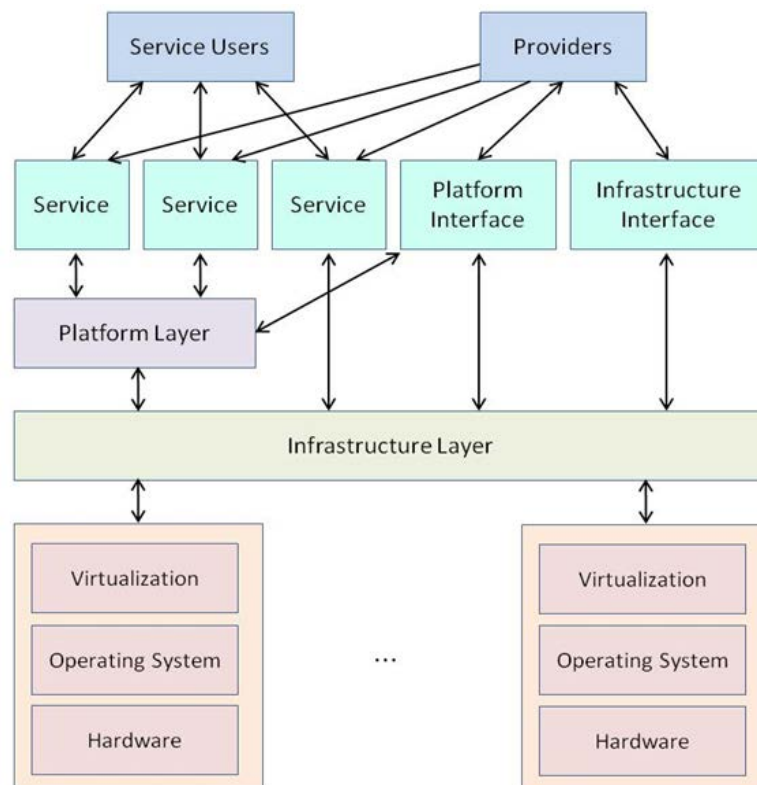 Service Users
Providers
Service
Service
Service
Platform
Interface
Infrastructure
Interface
Platform Layer
Infrastructure Layer
Virtualization
Operating System
Hardware
...
Virtualization
Operating System
Hardware